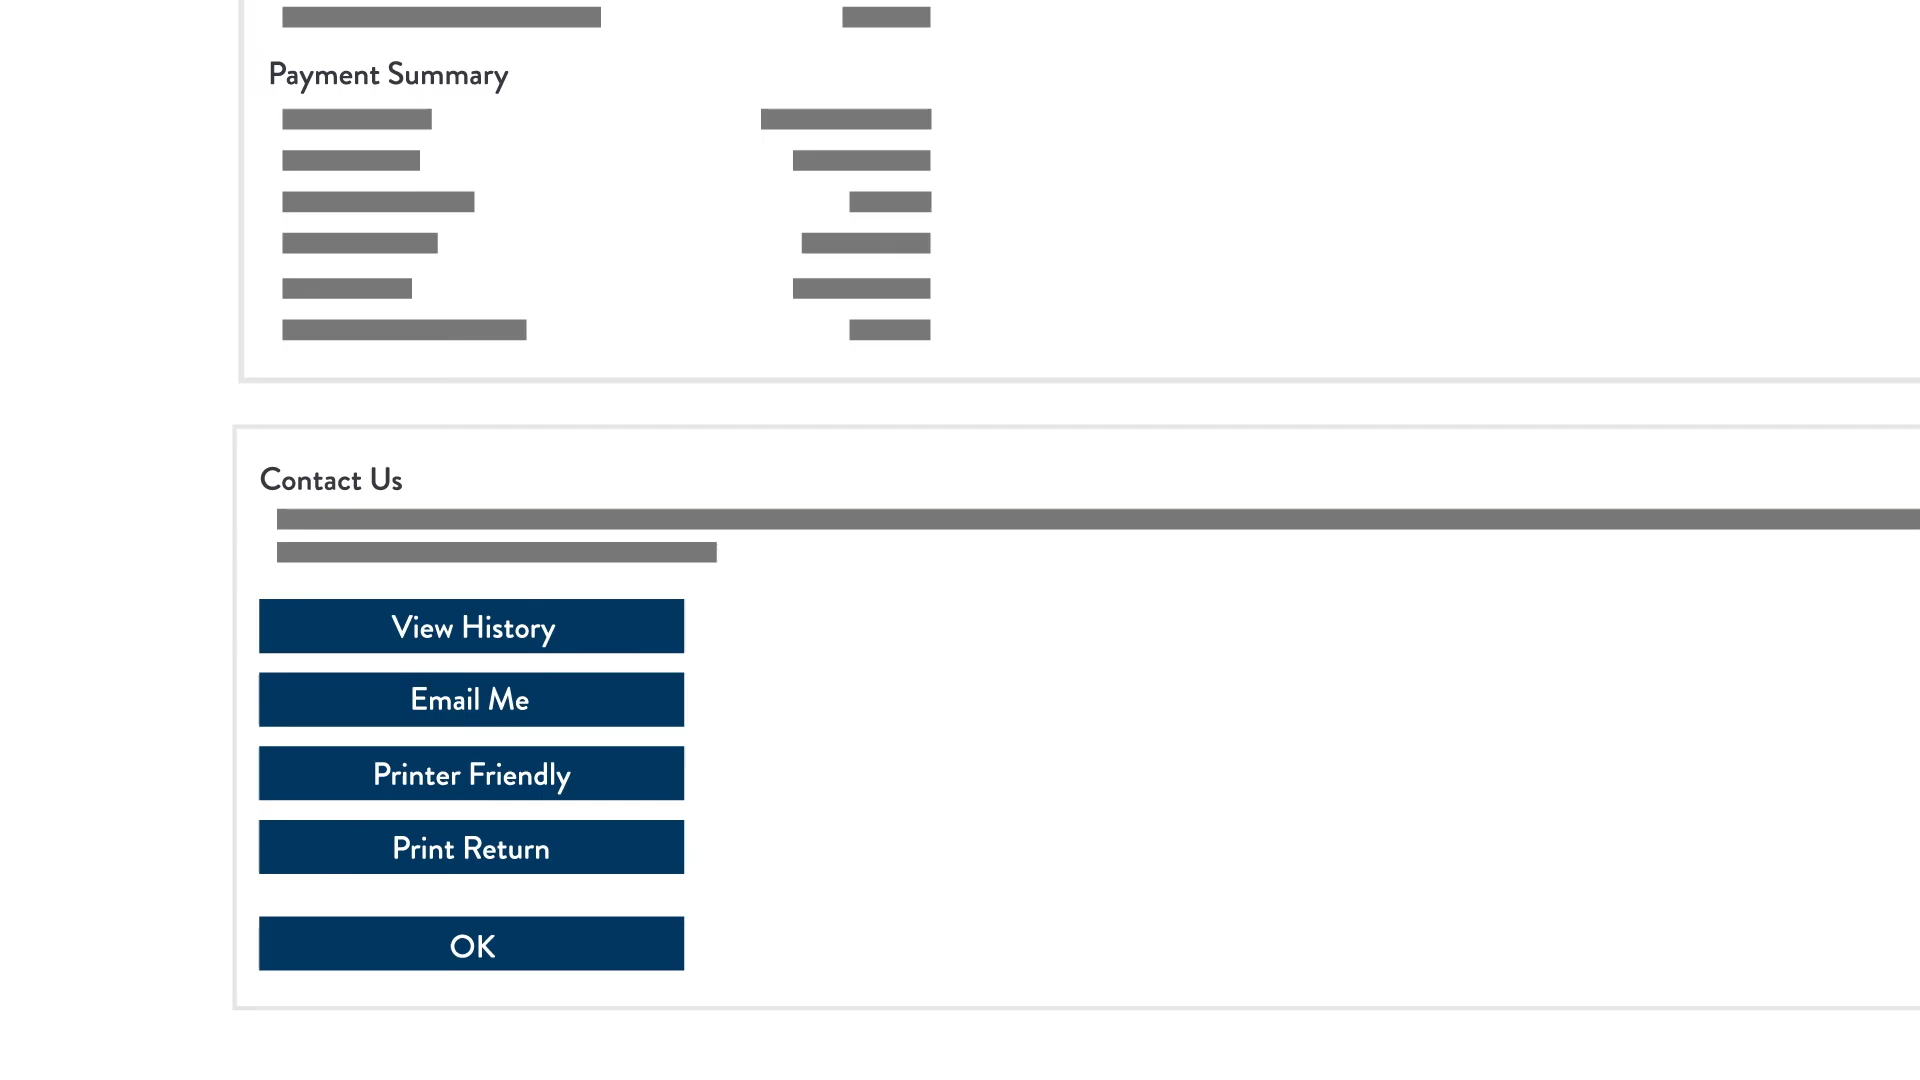 Payment Summary
Contact Us
View History
Email Me
Printer Friendly
Print Return
OK